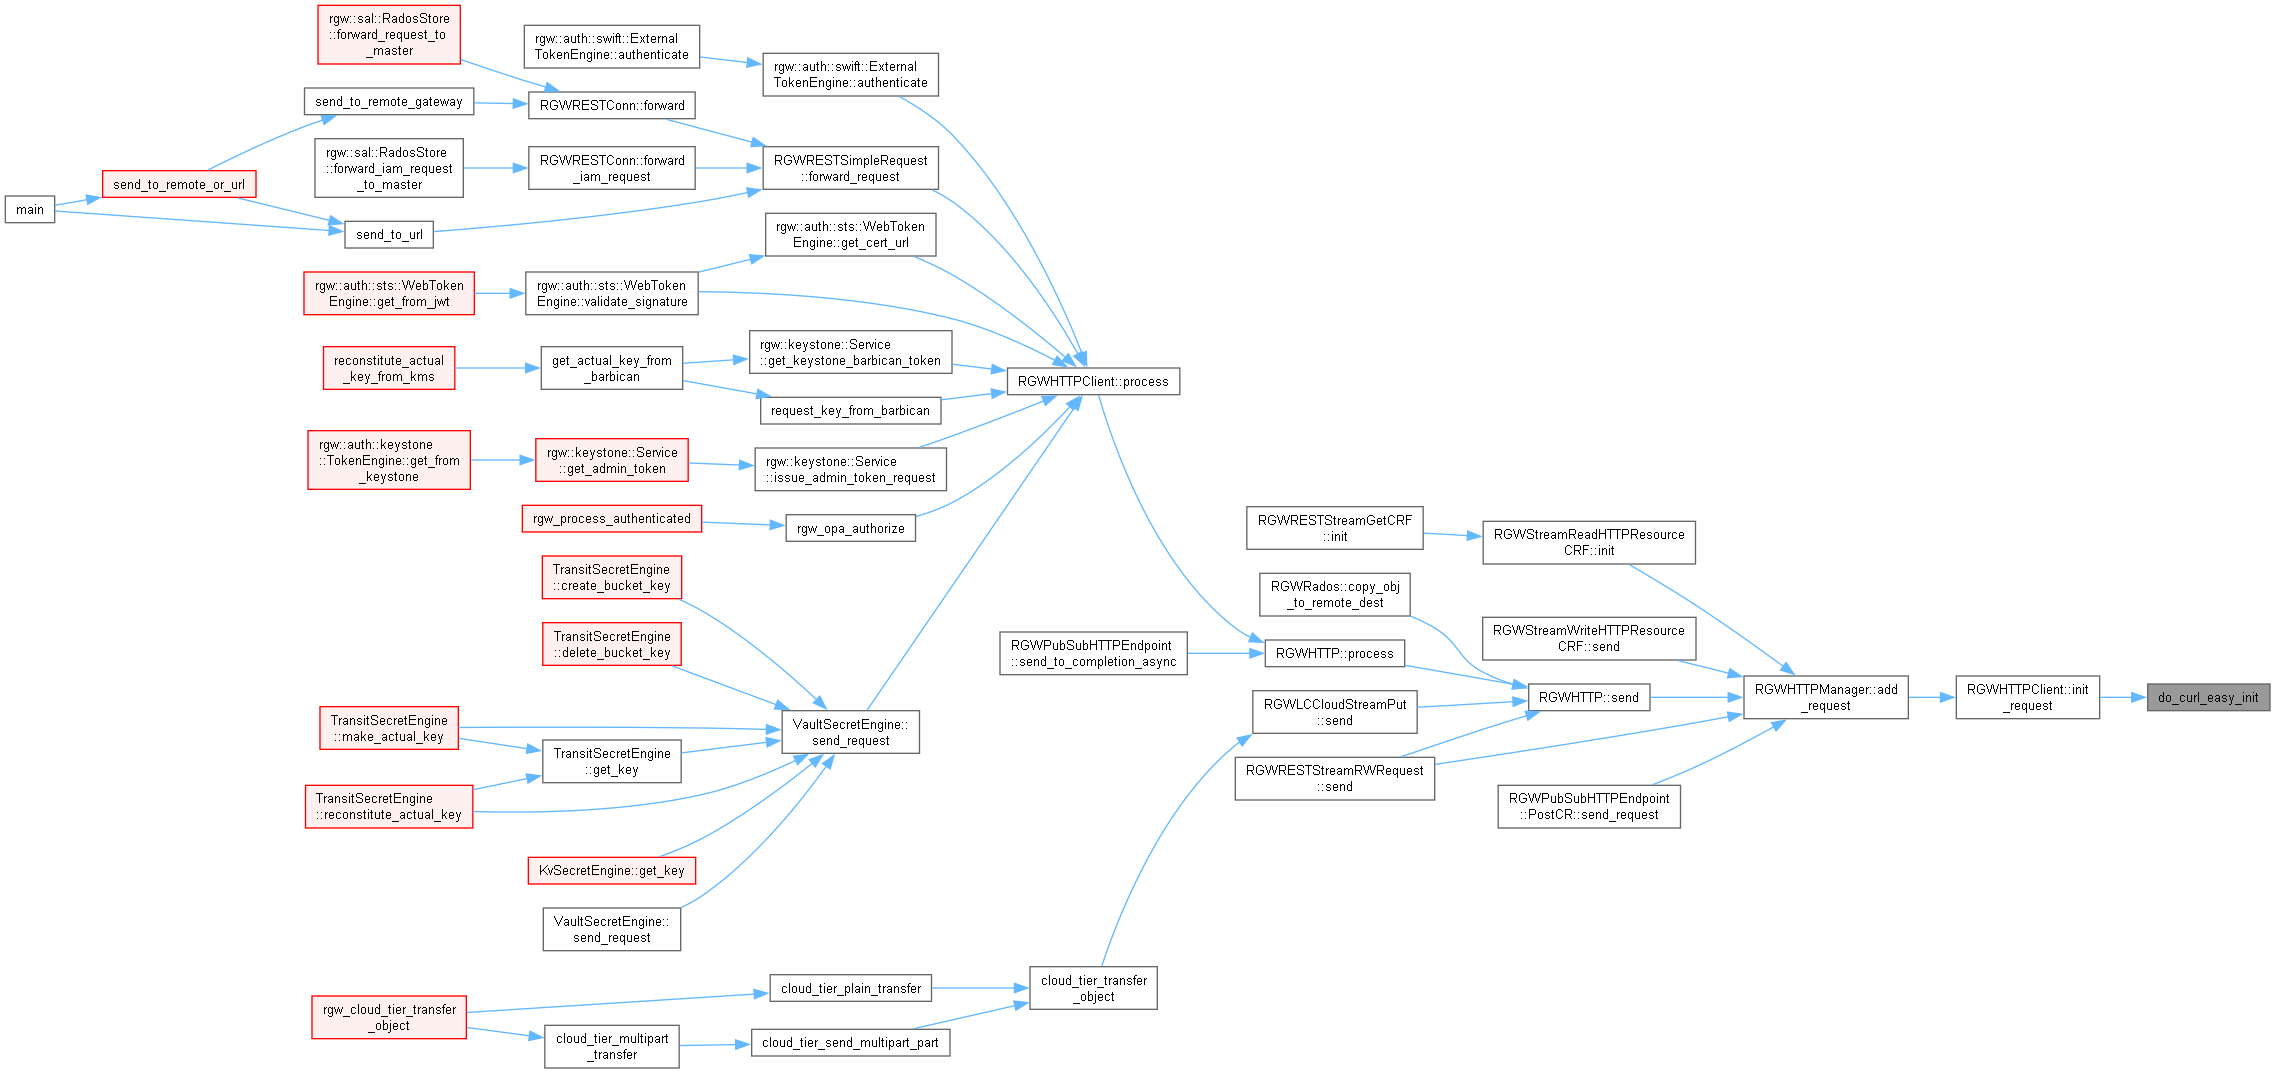 rgw::sal::RadosStore
::forward_request_to
_master
send_to_remote_gateway
rgw::sal::RadosStore
::forward_iam_request
_to_master
send_to_remote_or_url
main
send_to_url
rgw::auth::sts::WebToken
Engine::get_from_jwt
reconstitute_actual
_key_from_kms
rgw::auth::keystone
::TokenEngine::get_from
_keystone
TransitSecretEngine
::make_actual_key
TransitSecretEngine
::reconstitute_actual_key
rgw_cloud_tier_transfer
_object
rgw::auth::swift::External
TokenEngine::authenticate
RGWRESTConn::forward
RGWRESTConn::forward
_iam_request
rgw::auth::sts::WebToken
Engine::validate_signature
get_actual_key_from
_barbican
rgw::keystone::Service
::get_admin_token
rgw_process_authenticated
TransitSecretEngine
::create_bucket_key
TransitSecretEngine
::delete_bucket_key
TransitSecretEngine
::get_key
KvSecretEngine::get_key
VaultSecretEngine::
send_request
cloud_tier_multipart
_transfer
rgw::auth::swift::External
TokenEngine::authenticate
RGWRESTSimpleRequest
::forward_request
rgw::auth::sts::WebToken
Engine::get_cert_url
rgw::keystone::Service
::get_keystone_barbican_token
request_key_from_barbican
rgw::keystone::Service
::issue_admin_token_request
rgw_opa_authorize
VaultSecretEngine::
send_request
cloud_tier_plain_transfer
cloud_tier_send_multipart_part
RGWHTTPClient::process
RGWPubSubHTTPEndpoint
::send_to_completion_async
cloud_tier_transfer
_object
RGWRESTStreamGetCRF
::init
RGWRados::copy_obj
_to_remote_dest
RGWHTTP::process
RGWLCCloudStreamPut
::send
RGWRESTStreamRWRequest
::send
RGWStreamReadHTTPResource
CRF::init
RGWStreamWriteHTTPResource
CRF::send
RGWHTTP::send
RGWPubSubHTTPEndpoint
::PostCR::send_request
RGWHTTPManager::add
_request
RGWHTTPClient::init
_request
do_curl_easy_init